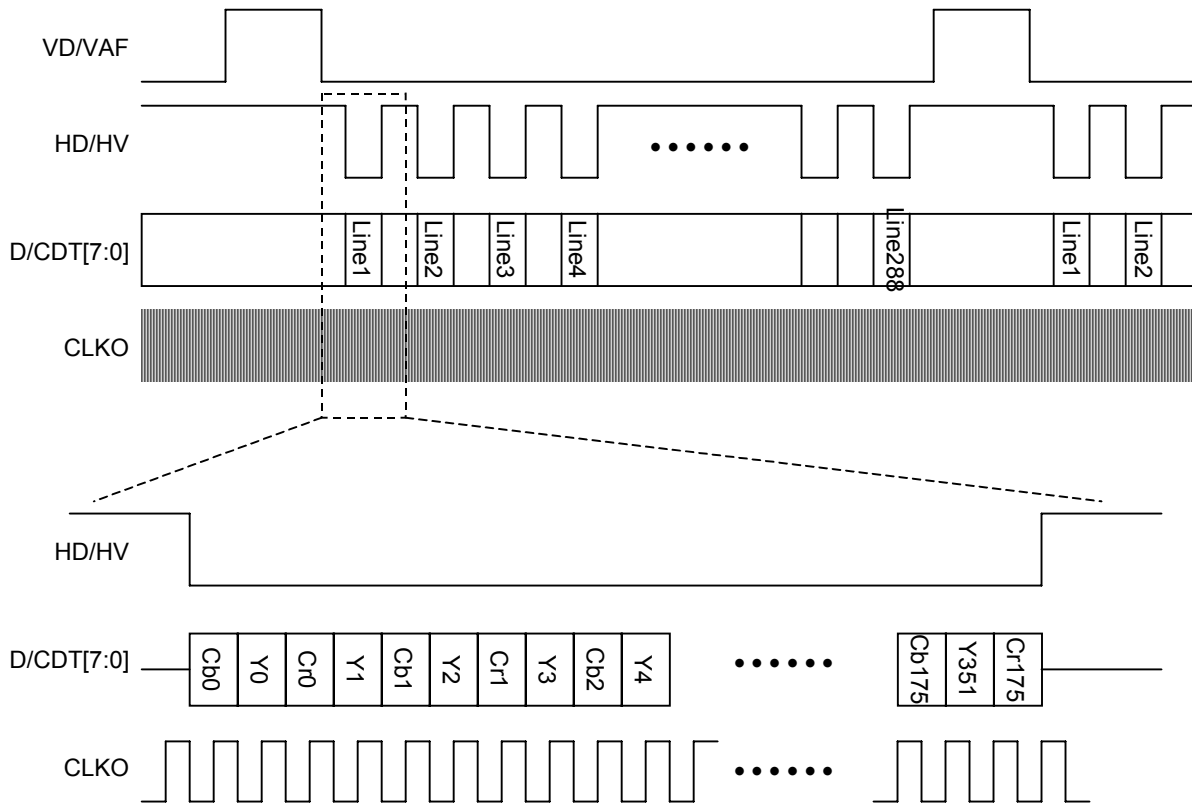 VD/VAF
HD/HV
D/CDT[7:0]
Line1
Line2
Line3
Line4
Line288
Line1
Line2
CLKO
HD/HV
D/CDT[7:0]
Cb0
Y0
Cr0
Y1
Cb1
Y2
Cr1
Y3
Cb2
Y4
Cb175
Y351
Cr175
CLKO